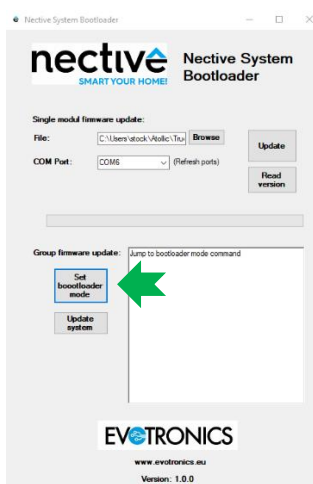 Nective System Bootloader
nective
SMART YOUR HOME!
Nective System
Bootloader
Single modul firmware update:
File:
C:\Users\stock\Atollic\Tru
Browse
Update
COM Port:
COM6
(Refresh ports)
Read
version
Group firmware update:
Jump to bootloader mode command
Set
boootloader
mode
Update
system
EVOTRONICS
www.evotronics.eu
Version: 1.0.0